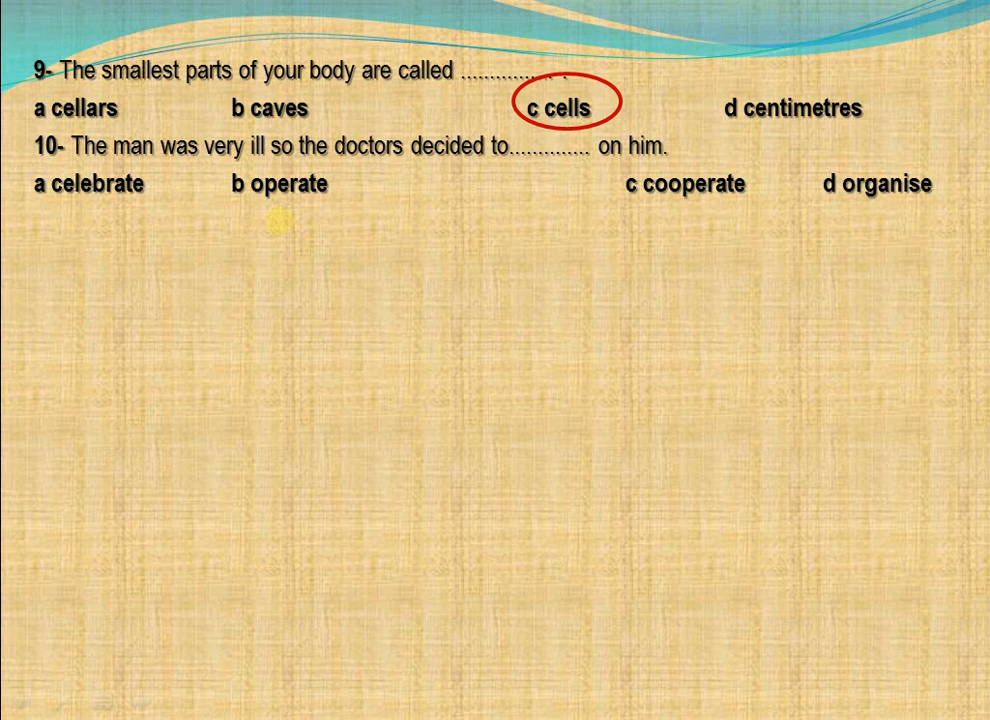 9- The smallest parts of your body are called ................ .
a cellars b caves c cells d centimetres
10- The man was very ill so the doctors decided to.............. on him.
a celebrate b operate c cooperate d organise